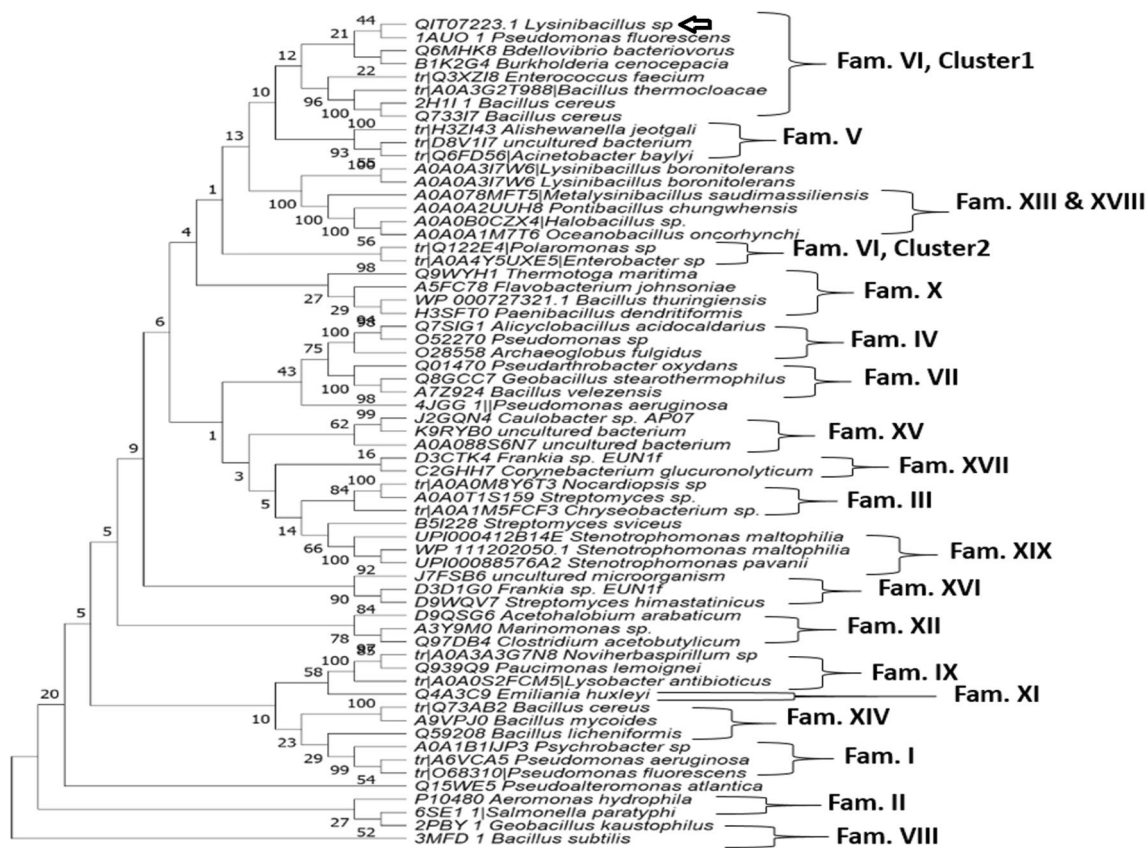 44 QIT07223.1 Lysinibacillus sp
21 1AUO 1 Pseudomonas fluorescens
12 Q6MHK8 Bdellovibrio bacteriovorus
B1K2G4 Burkholderia cenocepacia
Fam. VI, Cluster1
22 tr|Q3XZI8 Enterococcus faecium
10 tr|A0A3G2T988|Bacillus thermocloacae
96 2H1I 1 Bacillus cereus
100 Q733I7 Bacillus cereus
100 tr|H3ZI43 Alishewanella jeotgali
13 tr|D8V1I7 uncultured bacterium
Fam. V
93 tr|Q6FD56|Acinetobacter baylyi
55
100 A0A0A3I7W6|Lysinibacillus boronitolerans
A0A0A3I7W6 Lysinibacillus boronitolerans
1 A0A078MFT5|Metalysinibacillus saudimassiliensis
100 A0A0A2UUH8 Pontibacillus chungwhensis
Fam. XIII & XVIII
100 A0A0B0CZX4|Halobacillus sp.
100 A0A0A1M7T6 Oceanobacillus oncorhynchi
4 56 tr|Q122E4|Polaromonas sp
Fam. VI, Cluster2
tr|A0A4Y5UXE5|Enterobacter sp
98 Q9WYH1 Thermotoga maritima
A5FC78 Flavobacterium johnsoniae
Fam. X
27 WP 000727321.1 Bacillus thuringiensis
29 H3SFT0 Paenibacillus dendritiformis
6 94
98 Q7SIG1 Alicyclobacillus acidocaldarius
100 O52270 Pseudomonas sp
Fam. IV
75 O28558 Archaeoglobus fulgidus
43 Q01470 Pseudarthrobacter oxydans
Q8GCC7 Geobacillus stearothermophilus
Fam. VII
100 A7Z924 Bacillus velezensis
98 4JGG 1||Pseudomonas aeruginosa
99 J2GQN4 Caulobacter sp. AP07
62 K9RYB0 uncultured bacterium
Fam. XV
1 A0A088S6N7 uncultured bacterium
9 16 D3CTK4 Frankia sp. EUN1f
3 C2GHH7 Corynebacterium glucuronolyticum
Fam. XVII
100 tr|A0A0M8Y6T3 Nocardiopsis sp
84 A0A0T1S159 Streptomyces sp.
Fam. III
5 tr|A0A1M5FCF3 Chryseobacterium sp.
14 B5I228 Streptomyces sviceus
5 UPI000412B14E Stenotrophomonas maltophilia
66 WP 111202050.1 Stenotrophomonas maltophilia
Fam. XIX
100 UPI00088576A2 Stenotrophomonas pavanii
92 J7FSB6 uncultured microorganism
D3D1G0 Frankia sp. EUN1f
Fam. XVI
90 D9WQV7 Streptomyces himastatinicus
5 84 D9QSG6 Acetohalobium arabaticum
A3Y9M0 Marinomonas sp.
Fam. XII
78 Q97DB4 Clostridium acetobutylicum
100 tr|A0A3A3G7N8 Noviherbaspirillum sp
58 Q939Q9 Paucimonas lemoignei
Fam. IX
tr|A0A0S2FCM5|Lysobacter antibioticus
20 Q4A3C9 Emiliania huxleyi
Fam. XI
100 tr|Q73AB2 Bacillus cereus
10 A9VPJ0 Bacillus mycoides
Fam. XIV
Q59208 Bacillus licheniformis
23 A0A1B1IJP3 Psychrobacter sp
29 tr|A6VCA5 Pseudomonas aeruginosa
Fam. I
99 tr|O68310|Pseudomonas fluorescens
54 Q15WE5 Pseudoalteromonas atlantica
P10480 Aeromonas hydrophila
Fam. II
6SE1 1|Salmonella paratyphi
27 2PBY 1 Geobacillus kaustophilus
52 3MFD 1 Bacillus subtilis
Fam. VIII